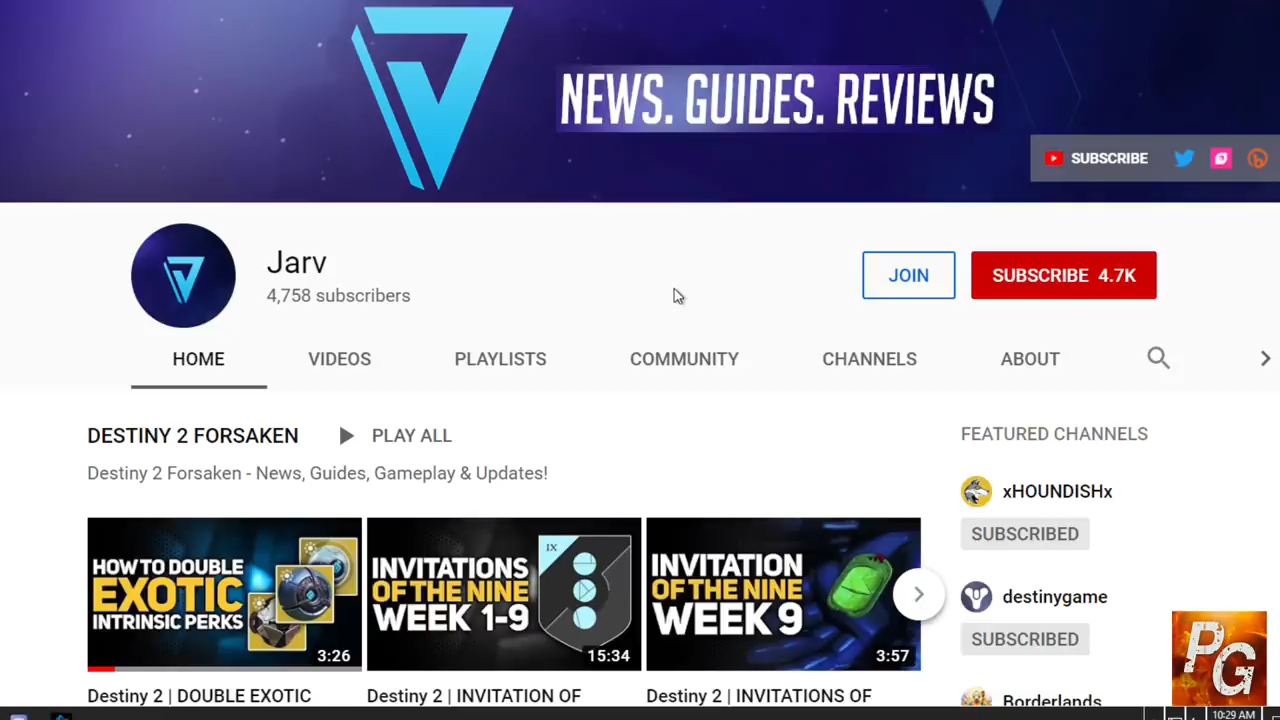 NEWS. GUIDES. REVIEWS
SUBSCRIBE
Jarv
4,758 subscribers
JOIN
SUBSCRIBE 4.7K
HOME
VIDEOS
PLAYLISTS
COMMUNITY
CHANNELS
ABOUT
DESTINY 2 FORSAKEN
PLAY ALL
Destiny 2 Forsaken - News, Guides, Gameplay & Updates!
HOW TO DOUBLE
EXOTIC
INTRINSIC PERKS
3:26
Destiny 2 | DOUBLE EXOTIC
INVITATIONS
OF THE NINE
WEEK 1-9
IX
15:34
Destiny 2 | INVITATION OF
INVITATION
OF THE NINE
WEEK 9
3:57
Destiny 2 | INVITATIONS OF
FEATURED CHANNELS
xHOUNDISHx
SUBSCRIBED
destinygame
SUBSCRIBED
Borderlands
PG
10:29 AM